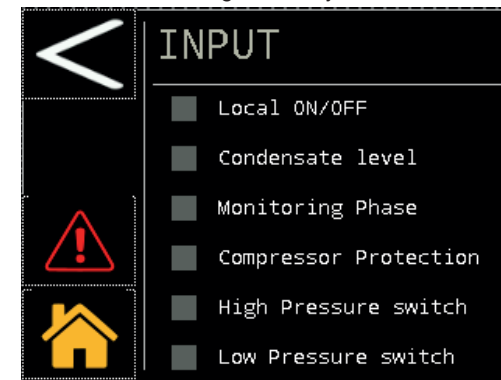 INPUT
Local ON/OFF
Condensate level
Monitoring Phase
Compressor Protection
High Pressure switch
Low Pressure switch